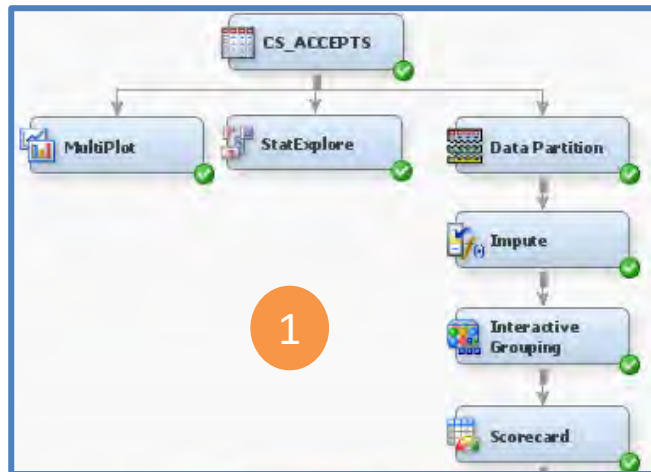 CS_ACCEPTS
MultiPlot
StatExplore
Data Partition
Impute
1
Interactive
Grouping
Scorecard